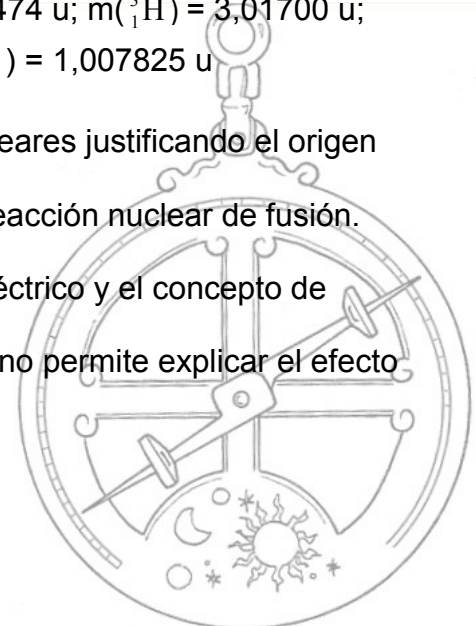 474 u; m(³₁H) = 3,01700 u;
) = 1,007825 u
eares justificando el origen
eacción nuclear de fusión.
éctrico y el concepto de
no permite explicar el efecto